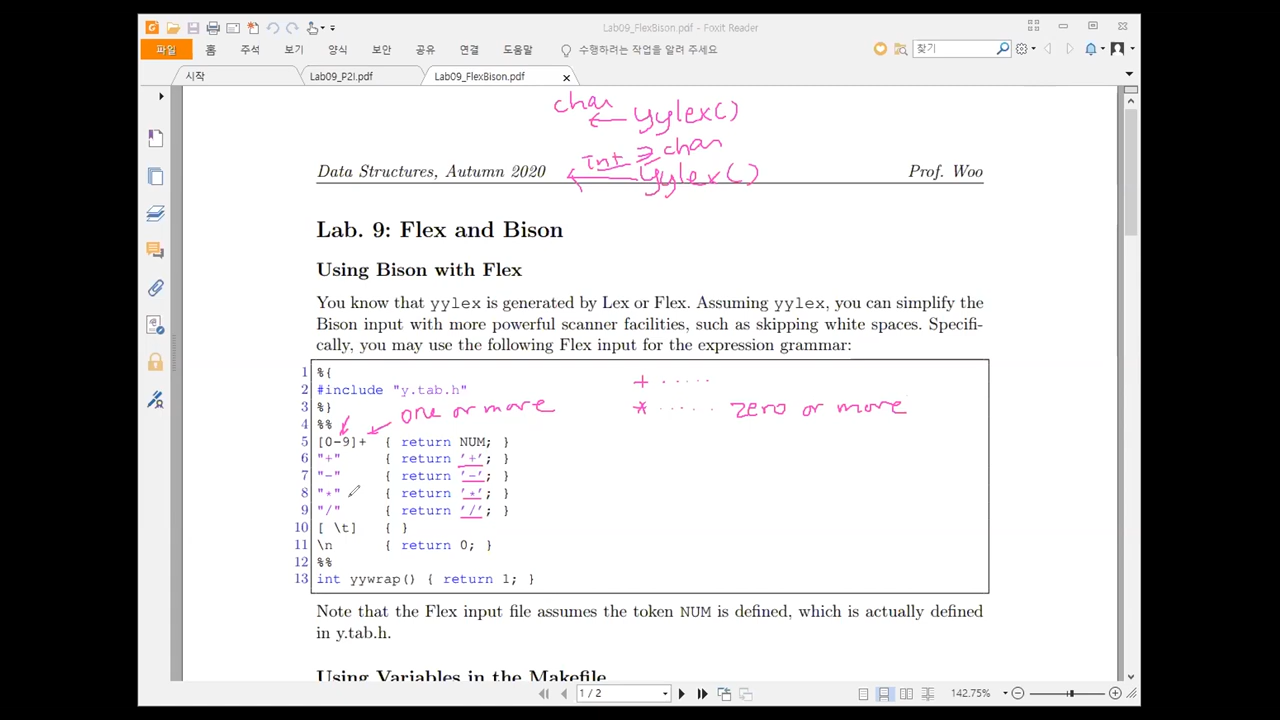 Lab09_FlexBison.pdf - Foxit Reader
파일 홈 주석 보기 양식 보안 공유 연결 도움말 수행하려는 작업을 알려 주세요 찾기
시작 Lab09_P2I.pdf Lab09_FlexBison.pdf
char ← yylex()
int ≥ char
← yylex()
Data Structures, Autumn 2020 Prof. Woo
Lab. 9: Flex and Bison
Using Bison with Flex
You know that yylex is generated by Lex or Flex. Assuming yylex, you can simplify the
Bison input with more powerful scanner facilities, such as skipping white spaces. Specifi-
cally, you may use the following Flex input for the expression grammar:
1 %{
+ .....
2 #include "y.tab.h"
3 %}
one or more
* ..... zero or more
4 %%
5 [0-9]+ { return NUM; }
6 "+" { return '+'; }
7 "-" { return '-'; }
8 "*" { return '*'; }
9 "/" { return '/'; }
10 [ \t] { }
11 \n { return 0; }
12 %%
13 int yywrap() { return 1; }
Note that the Flex input file assumes the token NUM is defined, which is actually defined
in y.tab.h.
Using Variables in the Makefile
1 / 2 142.75%